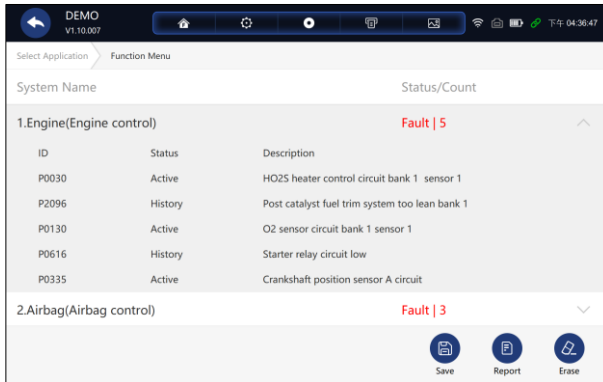 DEMO
V1.10.007
下午 04:36:47
Select Application Function Menu
System Name Status/Count
1.Engine(Engine control) Fault | 5
ID Status Description
P0030 Active HO2S heater control circuit bank 1 sensor 1
P2096 History Post catalyst fuel trim system too lean bank 1
P0130 Active O2 sensor circuit bank 1 sensor 1
P0616 History Starter relay circuit low
P0335 Active Crankshaft position sensor A circuit
2.Airbag(Airbag control) Fault | 3
Save Report Erase